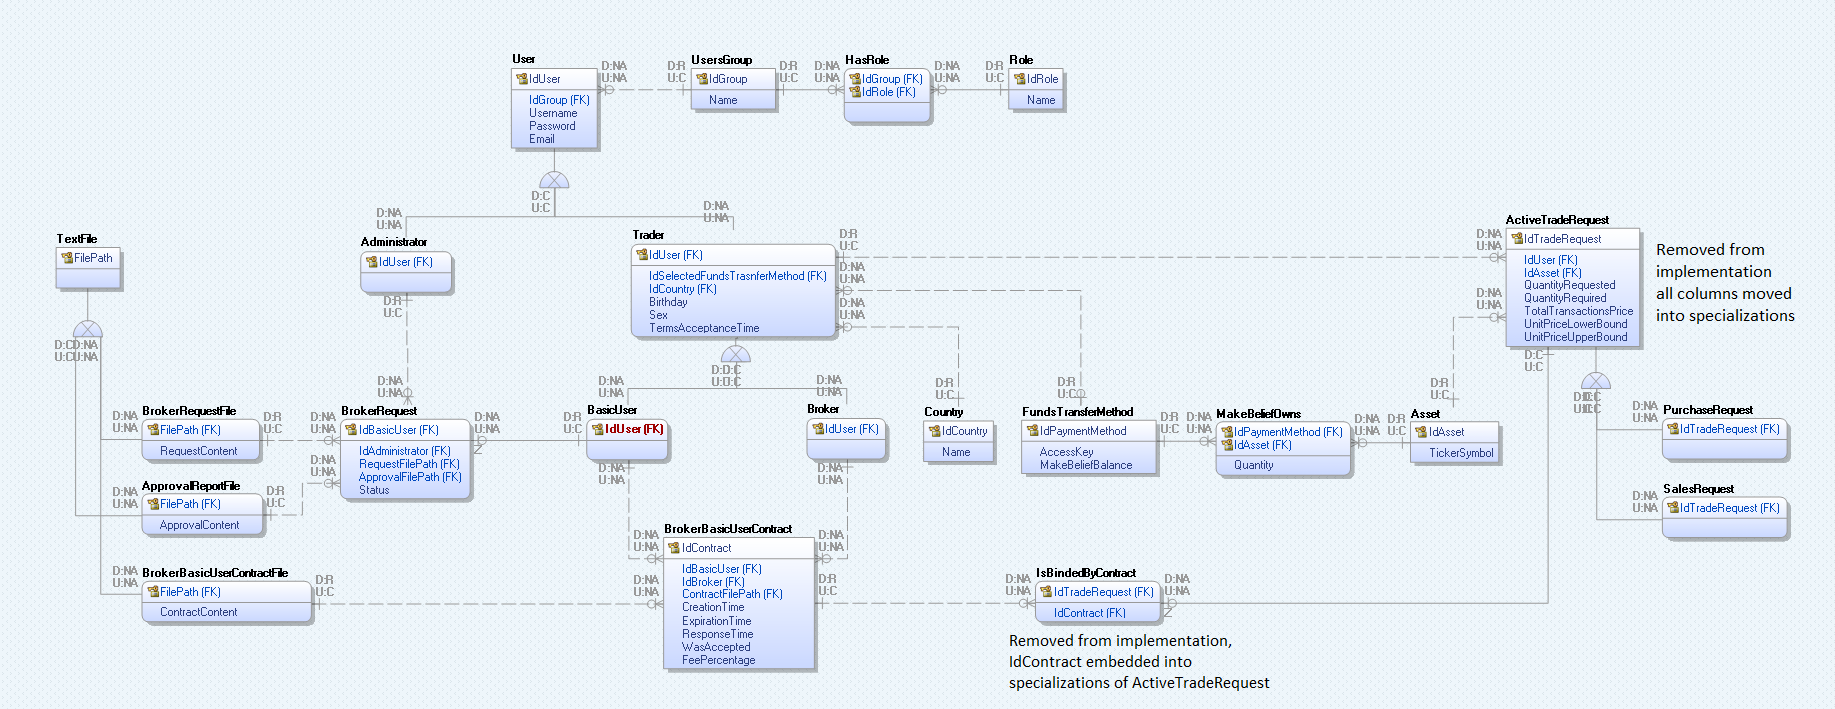 User
IdUser
IdGroup (FK)
Username
Password
Email
D:NA
U:NA
D:R
U:C
UsersGroup
IdGroup
Name
D:R
U:C
D:NA
U:NA
HasRole
IdGroup (FK)
IdRole (FK)
D:NA
U:NA
D:R
U:C
Role
IdRole
Name
D:C
U:C
D:NA
U:NA
D:NA
U:NA
TextFile
FilePath
Administrator
IdUser (FK)
D:R
U:C
Trader
IdUser (FK)
IdSelectedFundsTrasnferMethod (FK)
IdCountry (FK)
Birthday
Sex
TermsAcceptanceTime
D:R
U:C
D:NA
U:NA
D:NA
U:NA
D:NA
U:NA
D:NA
U:NA
ActiveTradeRequest
IdTradeRequest
IdUser (FK)
IdAsset (FK)
QuantityRequested
QuantityRequired
TotalTransactionsPrice
UnitPriceLowerBound
UnitPriceUpperBound
Removed from
implementation
all columns moved
into specializations
D:NA
U:NA
D:NA
U:NA
BrokerRequestFile
FilePath (FK)
RequestContent
D:R
U:C
D:NA
U:NA
D:NA
U:NA
BrokerRequest
IdBasicUser (FK)
IdAdministrator (FK)
RequestFilePath (FK)
ApprovalFilePath (FK)
Status
D:NA
U:NA
D:R
U:C
D:NA
U:NA
BasicUser
IdUser (FK)
D:NA
U:NA
D:NA
U:NA
Broker
IdUser (FK)
D:NA
U:NA
D:R
U:C
Country
IdCountry
Name
D:R
U:C
FundsTransferMethod
IdPaymentMethod
AccessKey
MakeBeliefBalance
D:R
U:C
D:NA
U:NA
MakeBeliefOwns
IdPaymentMethod (FK)
IdAsset (FK)
Quantity
D:NA
U:NA
D:R
U:C
D:R
U:C
Asset
IdAsset
TickerSymbol
D:C
U:C
D:NA
U:NA
PurchaseRequest
IdTradeRequest (FK)
D:NA
U:NA
SalesRequest
IdTradeRequest (FK)
D:NA
U:NA
ApprovalReportFile
FilePath (FK)
ApprovalContent
D:R
U:C
D:NA
U:NA
D:NA
U:NA
BrokerBasicUserContractFile
FilePath (FK)
ContractContent
D:R
U:C
D:NA
U:NA
D:NA
U:NA
BrokerBasicUserContract
IdContract
IdBasicUser (FK)
IdBroker (FK)
ContractFilePath (FK)
CreationTime
ExpirationTime
ResponseTime
WasAccepted
FeePercentage
D:NA
U:NA
D:R
U:C
D:NA
U:NA
IsBindedByContract
IdTradeRequest (FK)
IdContract (FK)
D:NA
U:NA
Removed from implementation,
IdContract embedded into
specializations of ActiveTradeRequest